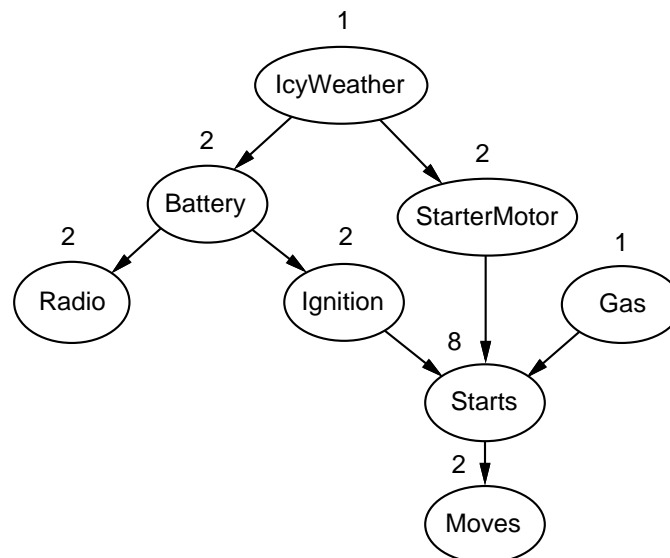 1
IcyWeather
2
2
Battery
StarterMotor
2
2
1
Radio
Ignition
Gas
8
Starts
2
Moves